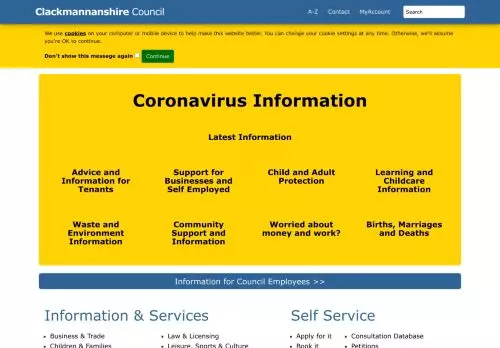 Clackmannanshire Council
A-Z Contact MyAccount Search
We use cookies on your computer or mobile device to help make this website better. You can change your cookie settings at any time. Otherwise, we'll assume
you're OK to continue.
Don't show this message again Continue
Coronavirus Information
Latest Information
Advice and
Information for
Tenants
Support for
Businesses and
Self Employed
Child and Adult
Protection
Learning and
Childcare
Information
Waste and
Environment
Information
Community
Support and
Information
Worried about
money and work?
Births, Marriages
and Deaths
Information for Council Employees >>
Information & Services
Business & Trade
Children & Families
Law & Licensing
Leisure, Sports & Culture
Self Service
Apply for it
Book it
Consultation Database
Petitions